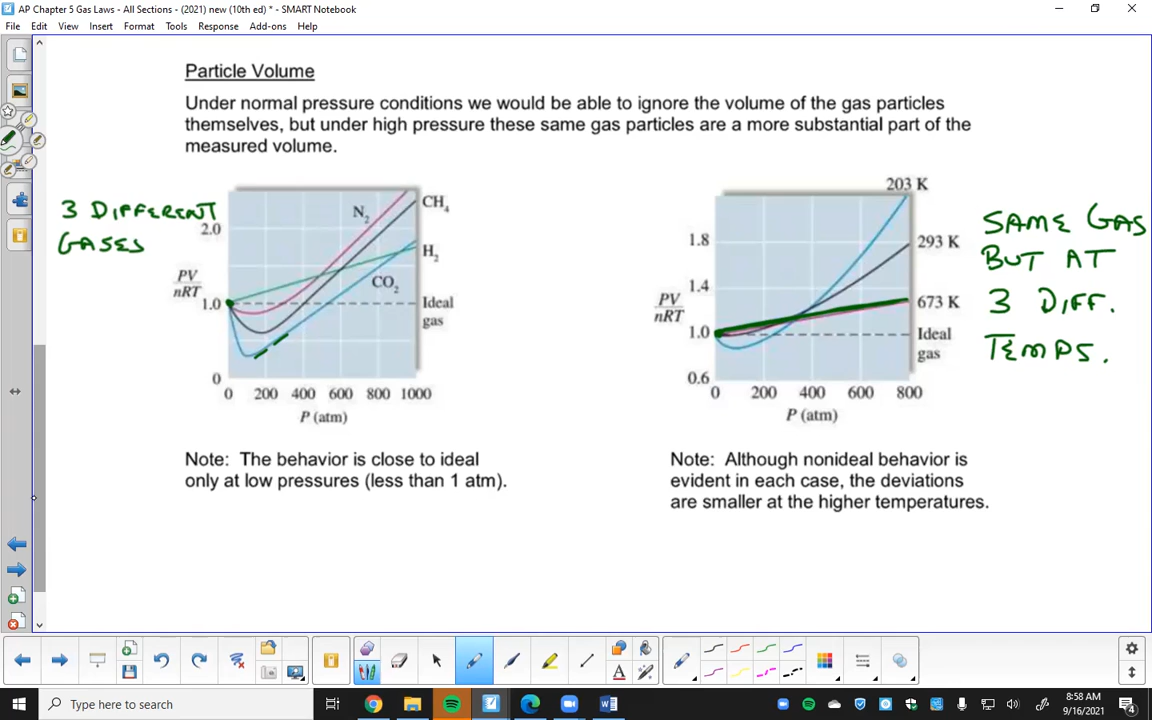 AP Chapter 5 Gas Laws - All Sections - (2021) new (10th ed) * - SMART Notebook
File Edit View Insert Format Tools Response Add-ons Help
Particle Volume
Under normal pressure conditions we would be able to ignore the volume of the gas particles
themselves, but under high pressure these same gas particles are a more substantial part of the
measured volume.
3 DIFFERENT
GASES
PV
nRT
2.0
1.0
0
N₂
CH₄
H₂
CO₂
Ideal
gas
0 200 400 600 800 1000
P (atm)
Note: The behavior is close to ideal
only at low pressures (less than 1 atm).
PV
nRT
1.8
1.4
1.0
0.6
203 K
293 K
673 K
Ideal
gas
0 200 400 600 800
P (atm)
SAME GAS
BUT AT
3 DIFF.
TEMPS.
Note: Although nonideal behavior is
evident in each case, the deviations
are smaller at the higher temperatures.
Type here to search
8:58 AM
9/16/2021
4